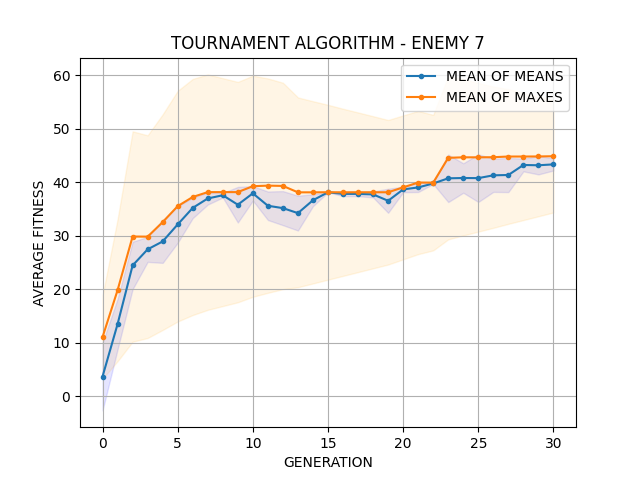 TOURNAMENT ALGORITHM - ENEMY 7
MEAN OF MEANS
MEAN OF MAXES
AVERAGE FITNESS
60
50
40
30
20
10
0
0 5 10 15 20 25 30
GENERATION